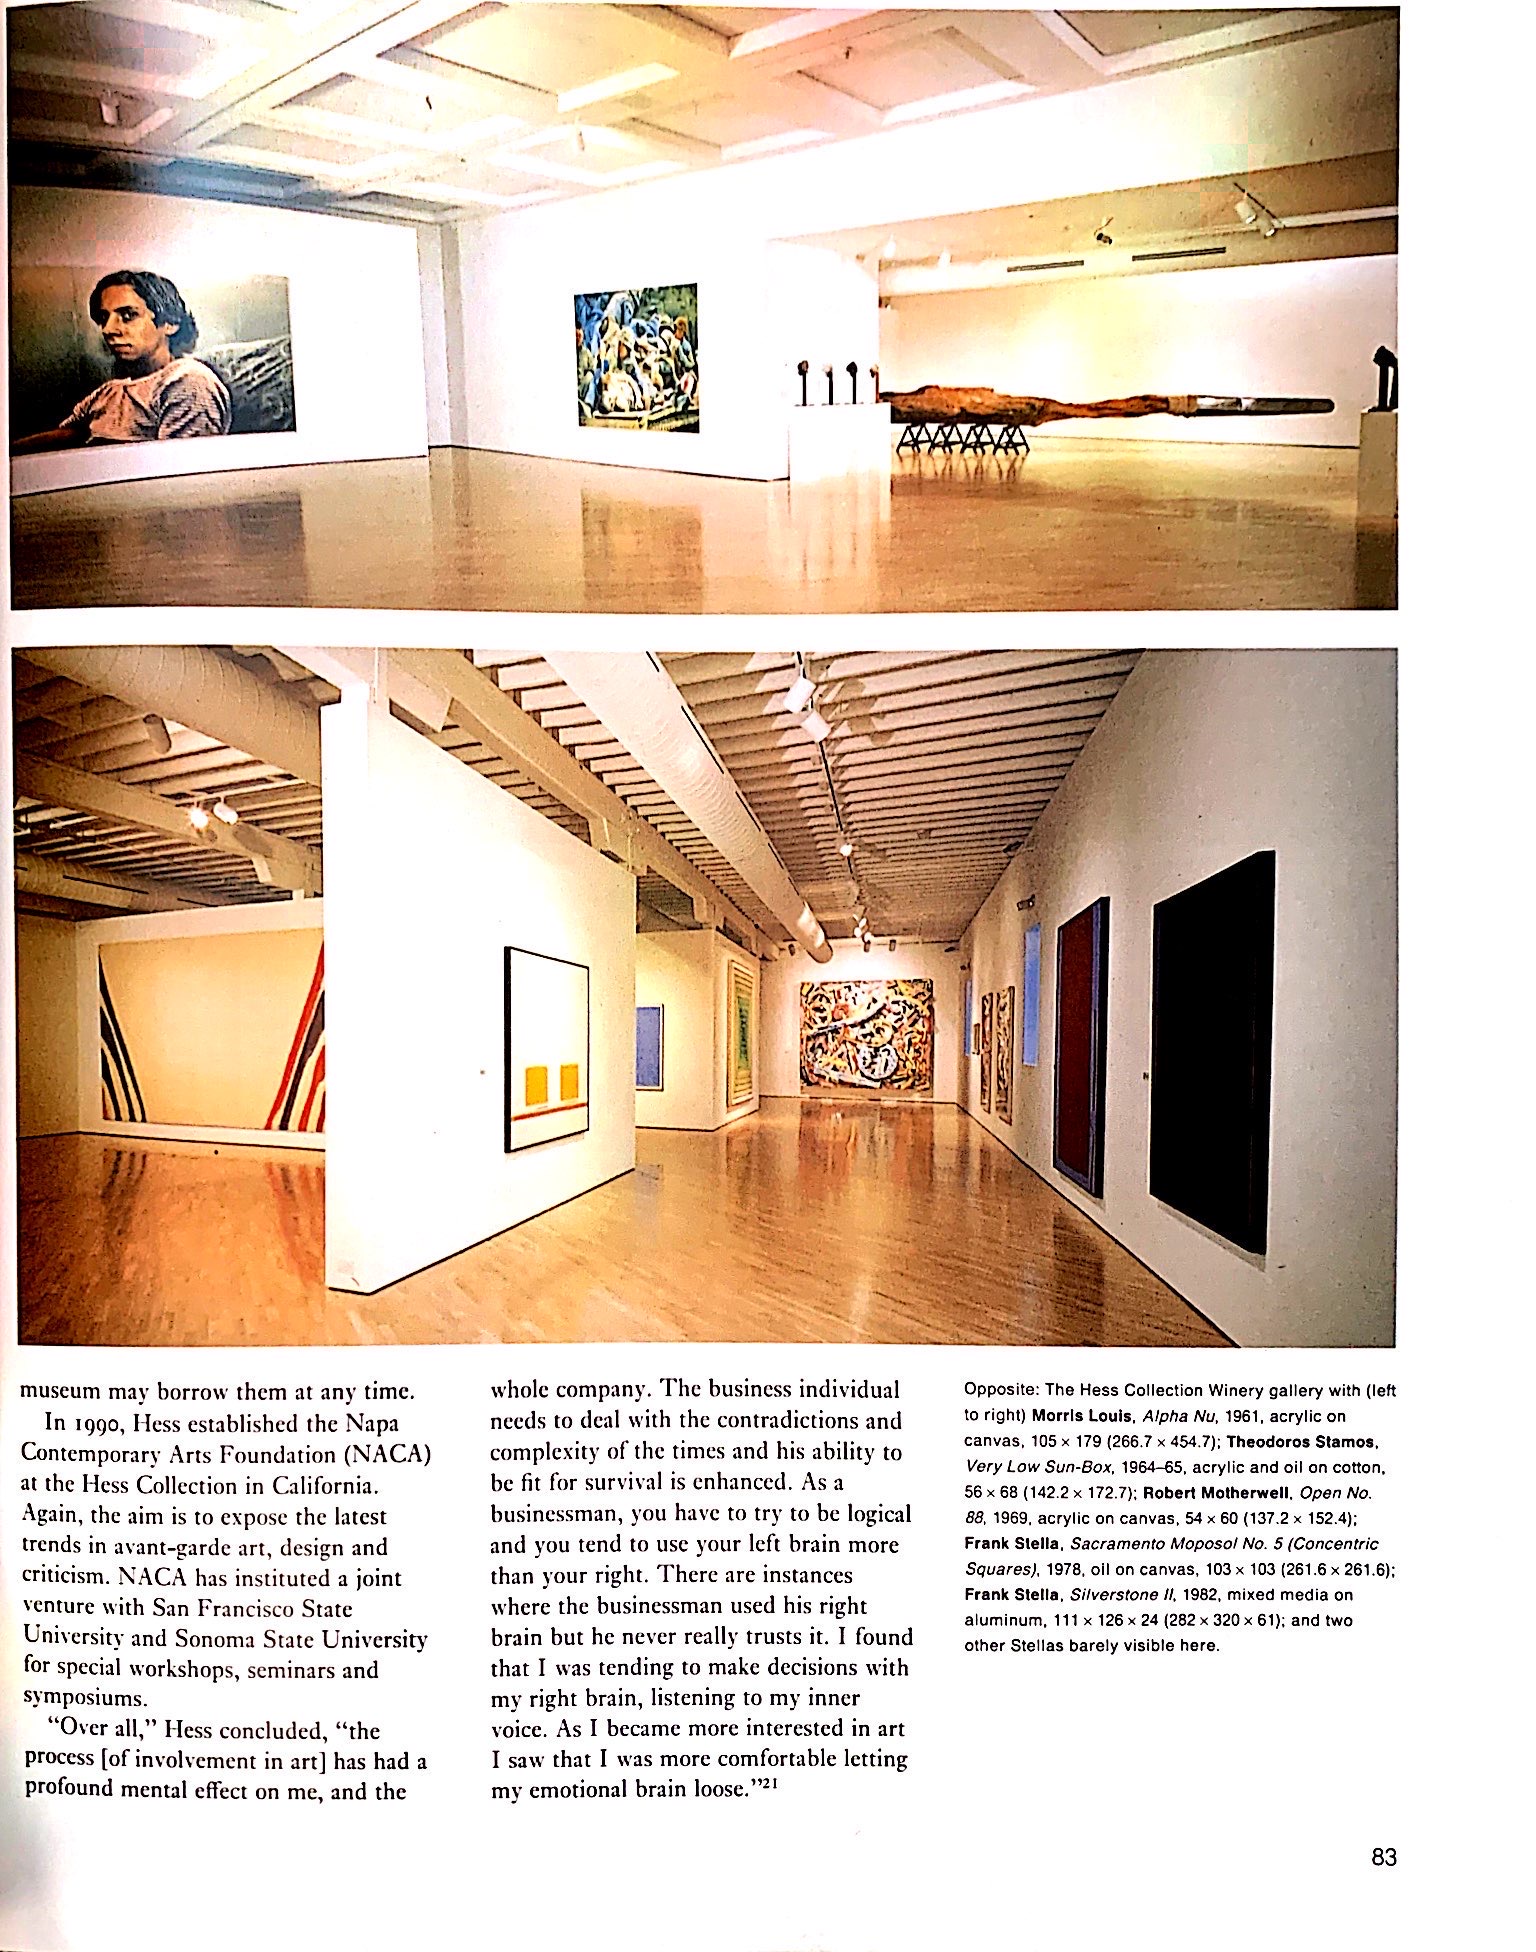 museum may borrow them at any time.
In 1990, Hess established the Napa
Contemporary Arts Foundation (NACA)
at the Hess Collection in California.
Again, the aim is to expose the latest
trends in avant-garde art, design and
criticism. NACA has instituted a joint
venture with San Francisco State
University and Sonoma State University
for special workshops, seminars and
symposiums.
“Over all,” Hess concluded, “the
process [of involvement in art] has had a
profound mental effect on me, and the
whole company. The business individual
needs to deal with the contradictions and
complexity of the times and his ability to
be fit for survival is enhanced. As a
businessman, you have to try to be logical
and you tend to use your left brain more
than your right. There are instances
where the businessman used his right
brain but he never really trusts it. I found
that I was tending to make decisions with
my right brain, listening to my inner
voice. As I became more interested in art
I saw that I was more comfortable letting
my emotional brain loose.”21
Opposite: The Hess Collection Winery gallery with (left
to right) Morris Louis, Alpha Nu, 1961, acrylic on
canvas, 105 × 179 (266.7 × 454.7); Theodoros Stamos,
Very Low Sun-Box, 1964–65, acrylic and oil on cotton,
56 × 68 (142.2 × 172.7); Robert Motherwell, Open No.
88, 1969, acrylic on canvas, 54 × 60 (137.2 × 152.4);
Frank Stella, Sacramento Moposol No. 5 (Concentric
Squares), 1978, oil on canvas, 103 × 103 (261.6 × 261.6);
Frank Stella, Silverstone II, 1982, mixed media on
aluminum, 111 × 126 × 24 (282 × 320 × 61); and two
other Stellas barely visible here.
83